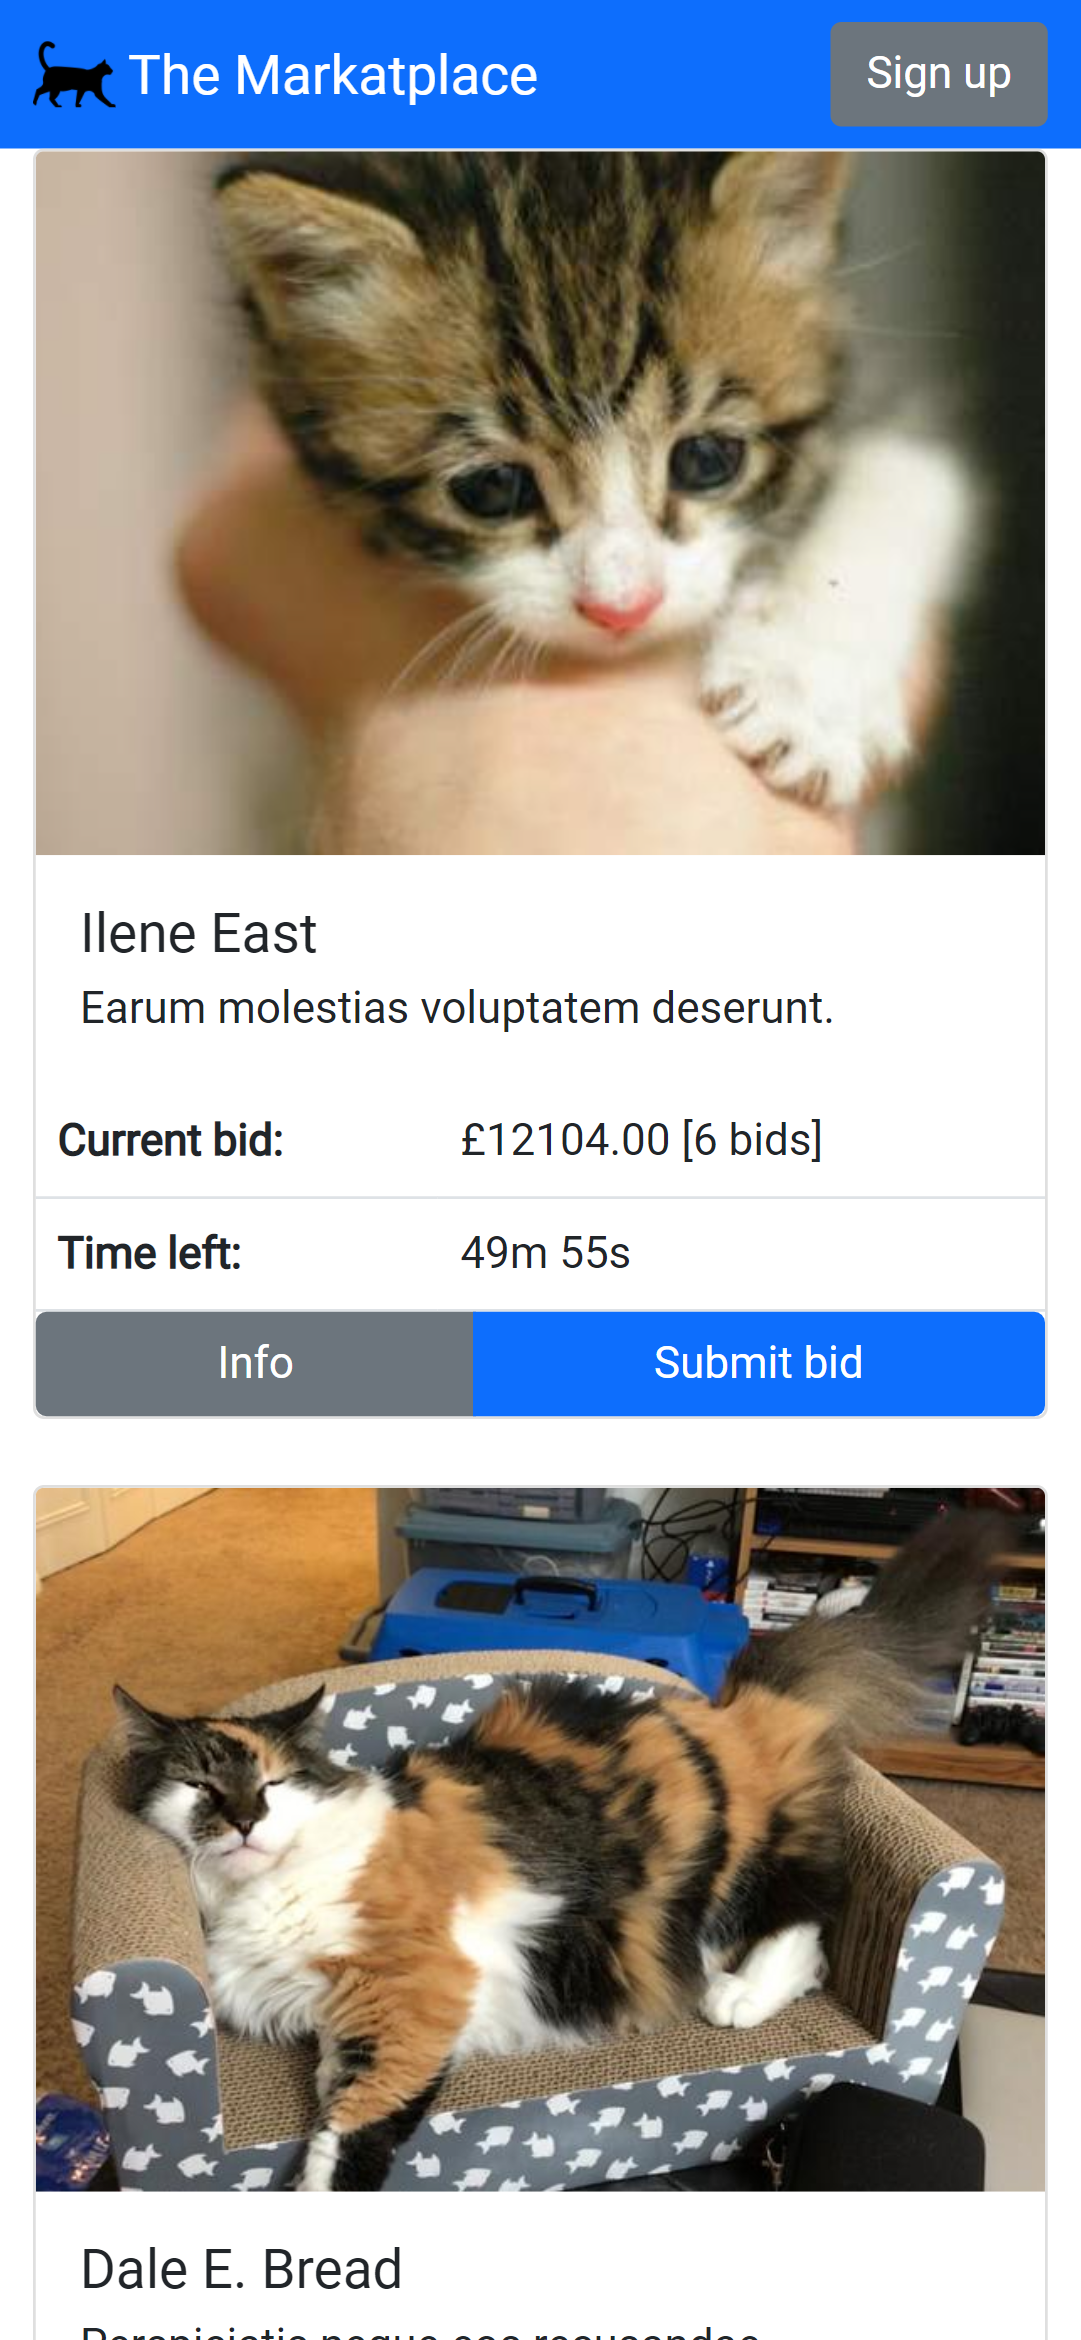 The Markatplace
Sign up
Ilene East
Earum molestias voluptatem deserunt.
Current bid: £12104.00 [6 bids]
Time left: 49m 55s
Info Submit bid
Dale E. Bread